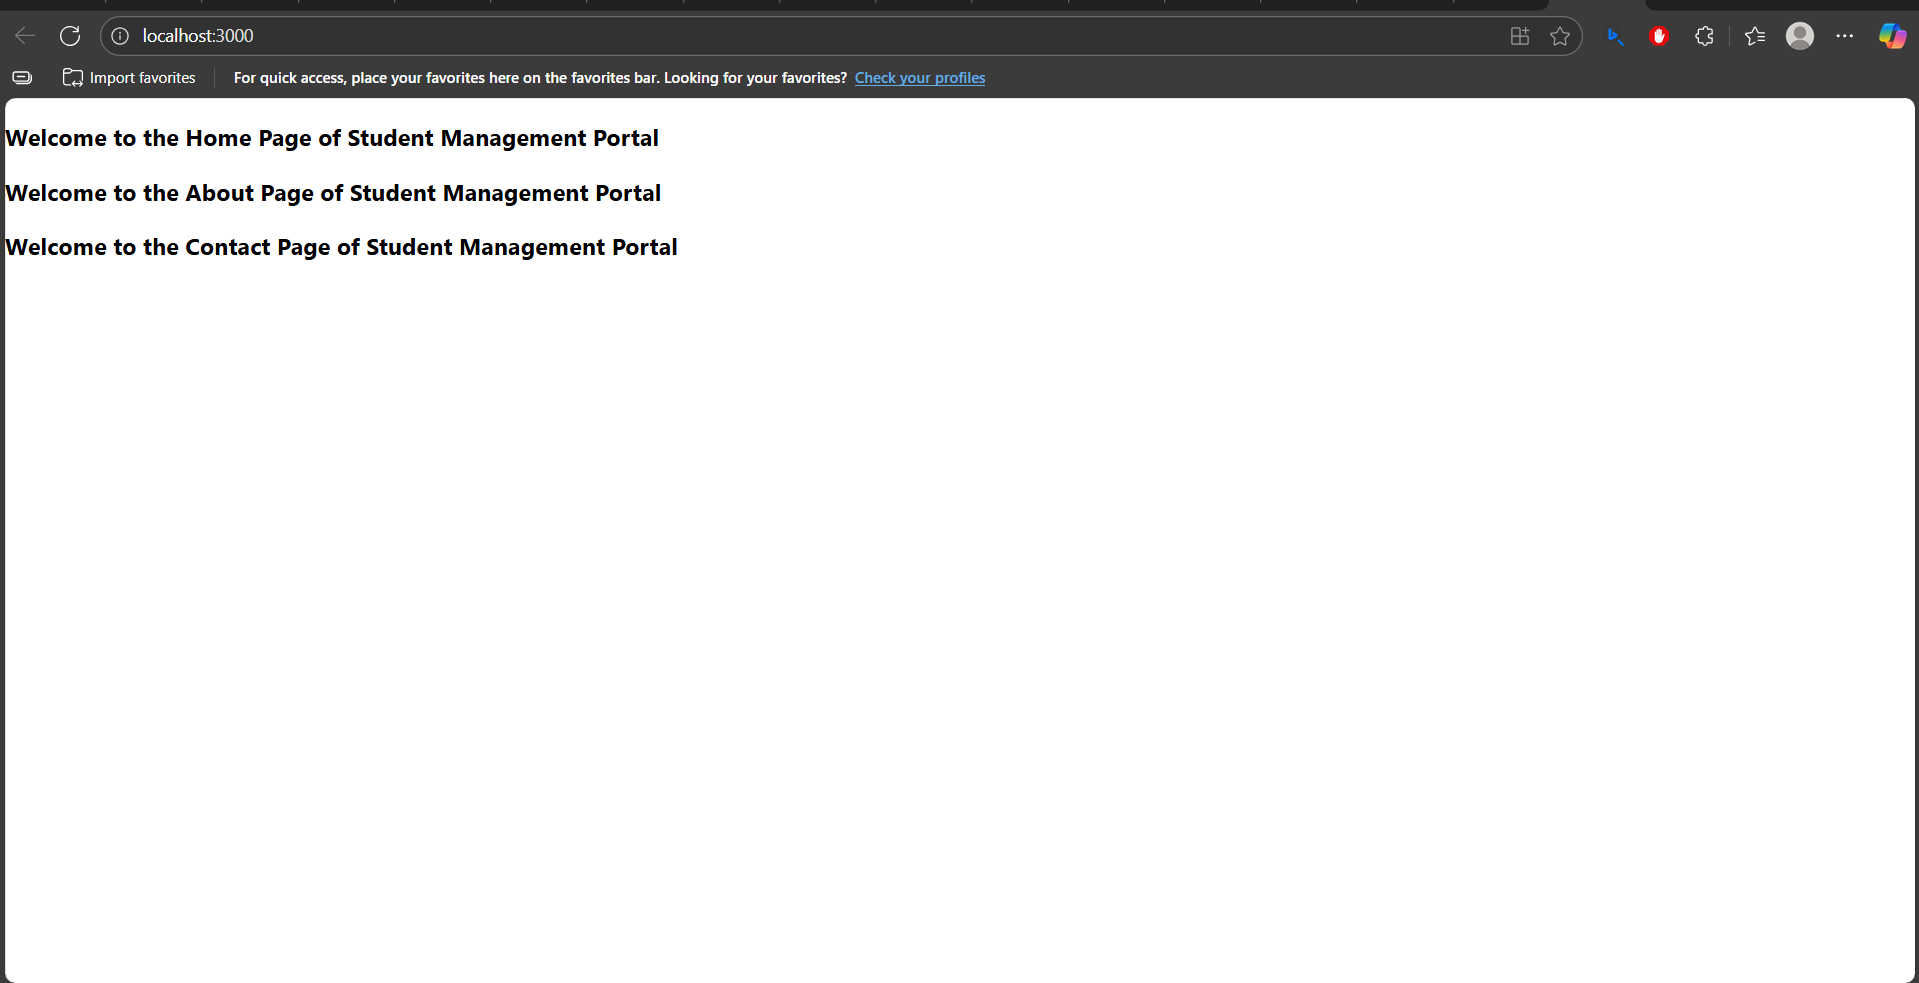 localhost:3000
Import favorites
For quick access, place your favorites here on the favorites bar. Looking for your favorites? Check your profiles
Welcome to the Home Page of Student Management Portal
Welcome to the About Page of Student Management Portal
Welcome to the Contact Page of Student Management Portal